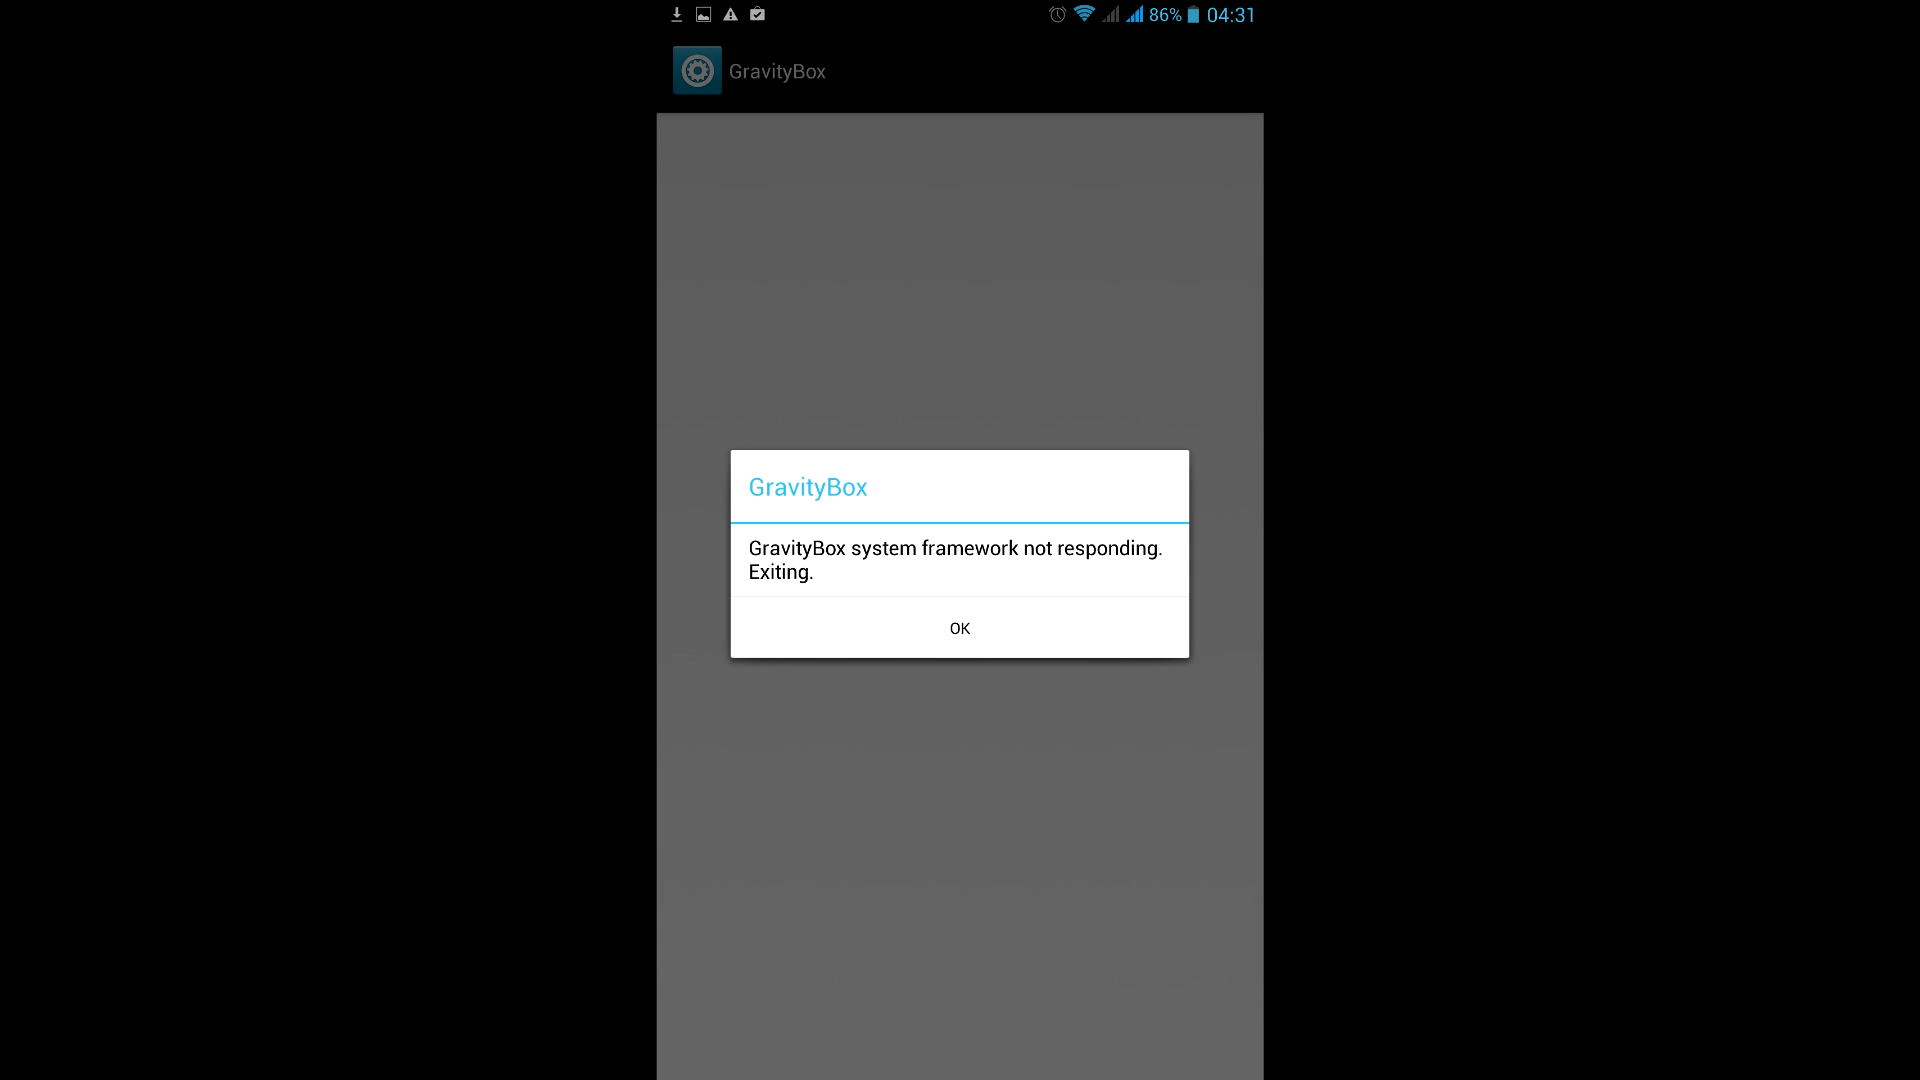 86% 04:31
GravityBox
GravityBox
GravityBox system framework not responding.
Exiting.
OK